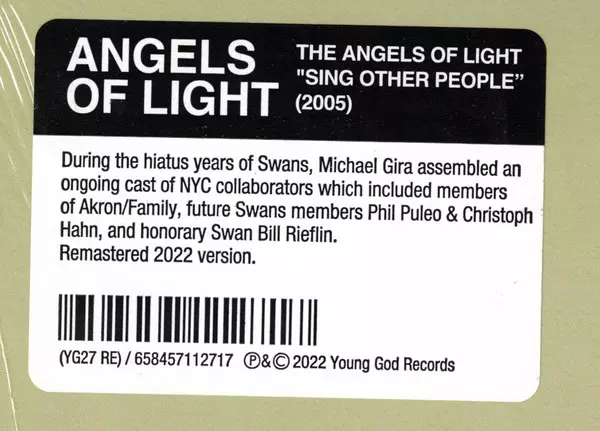 ANGELS
OF LIGHT
THE ANGELS OF LIGHT
"SING OTHER PEOPLE”
(2005)
During the hiatus years of Swans, Michael Gira assembled an
ongoing cast of NYC collaborators which included members
of Akron/Family, future Swans members Phil Puleo & Christoph
Hahn, and honorary Swan Bill Rieflin.
Remastered 2022 version.
(YG27 RE) / 658457112717 Ⓟ&© 2022 Young God Records